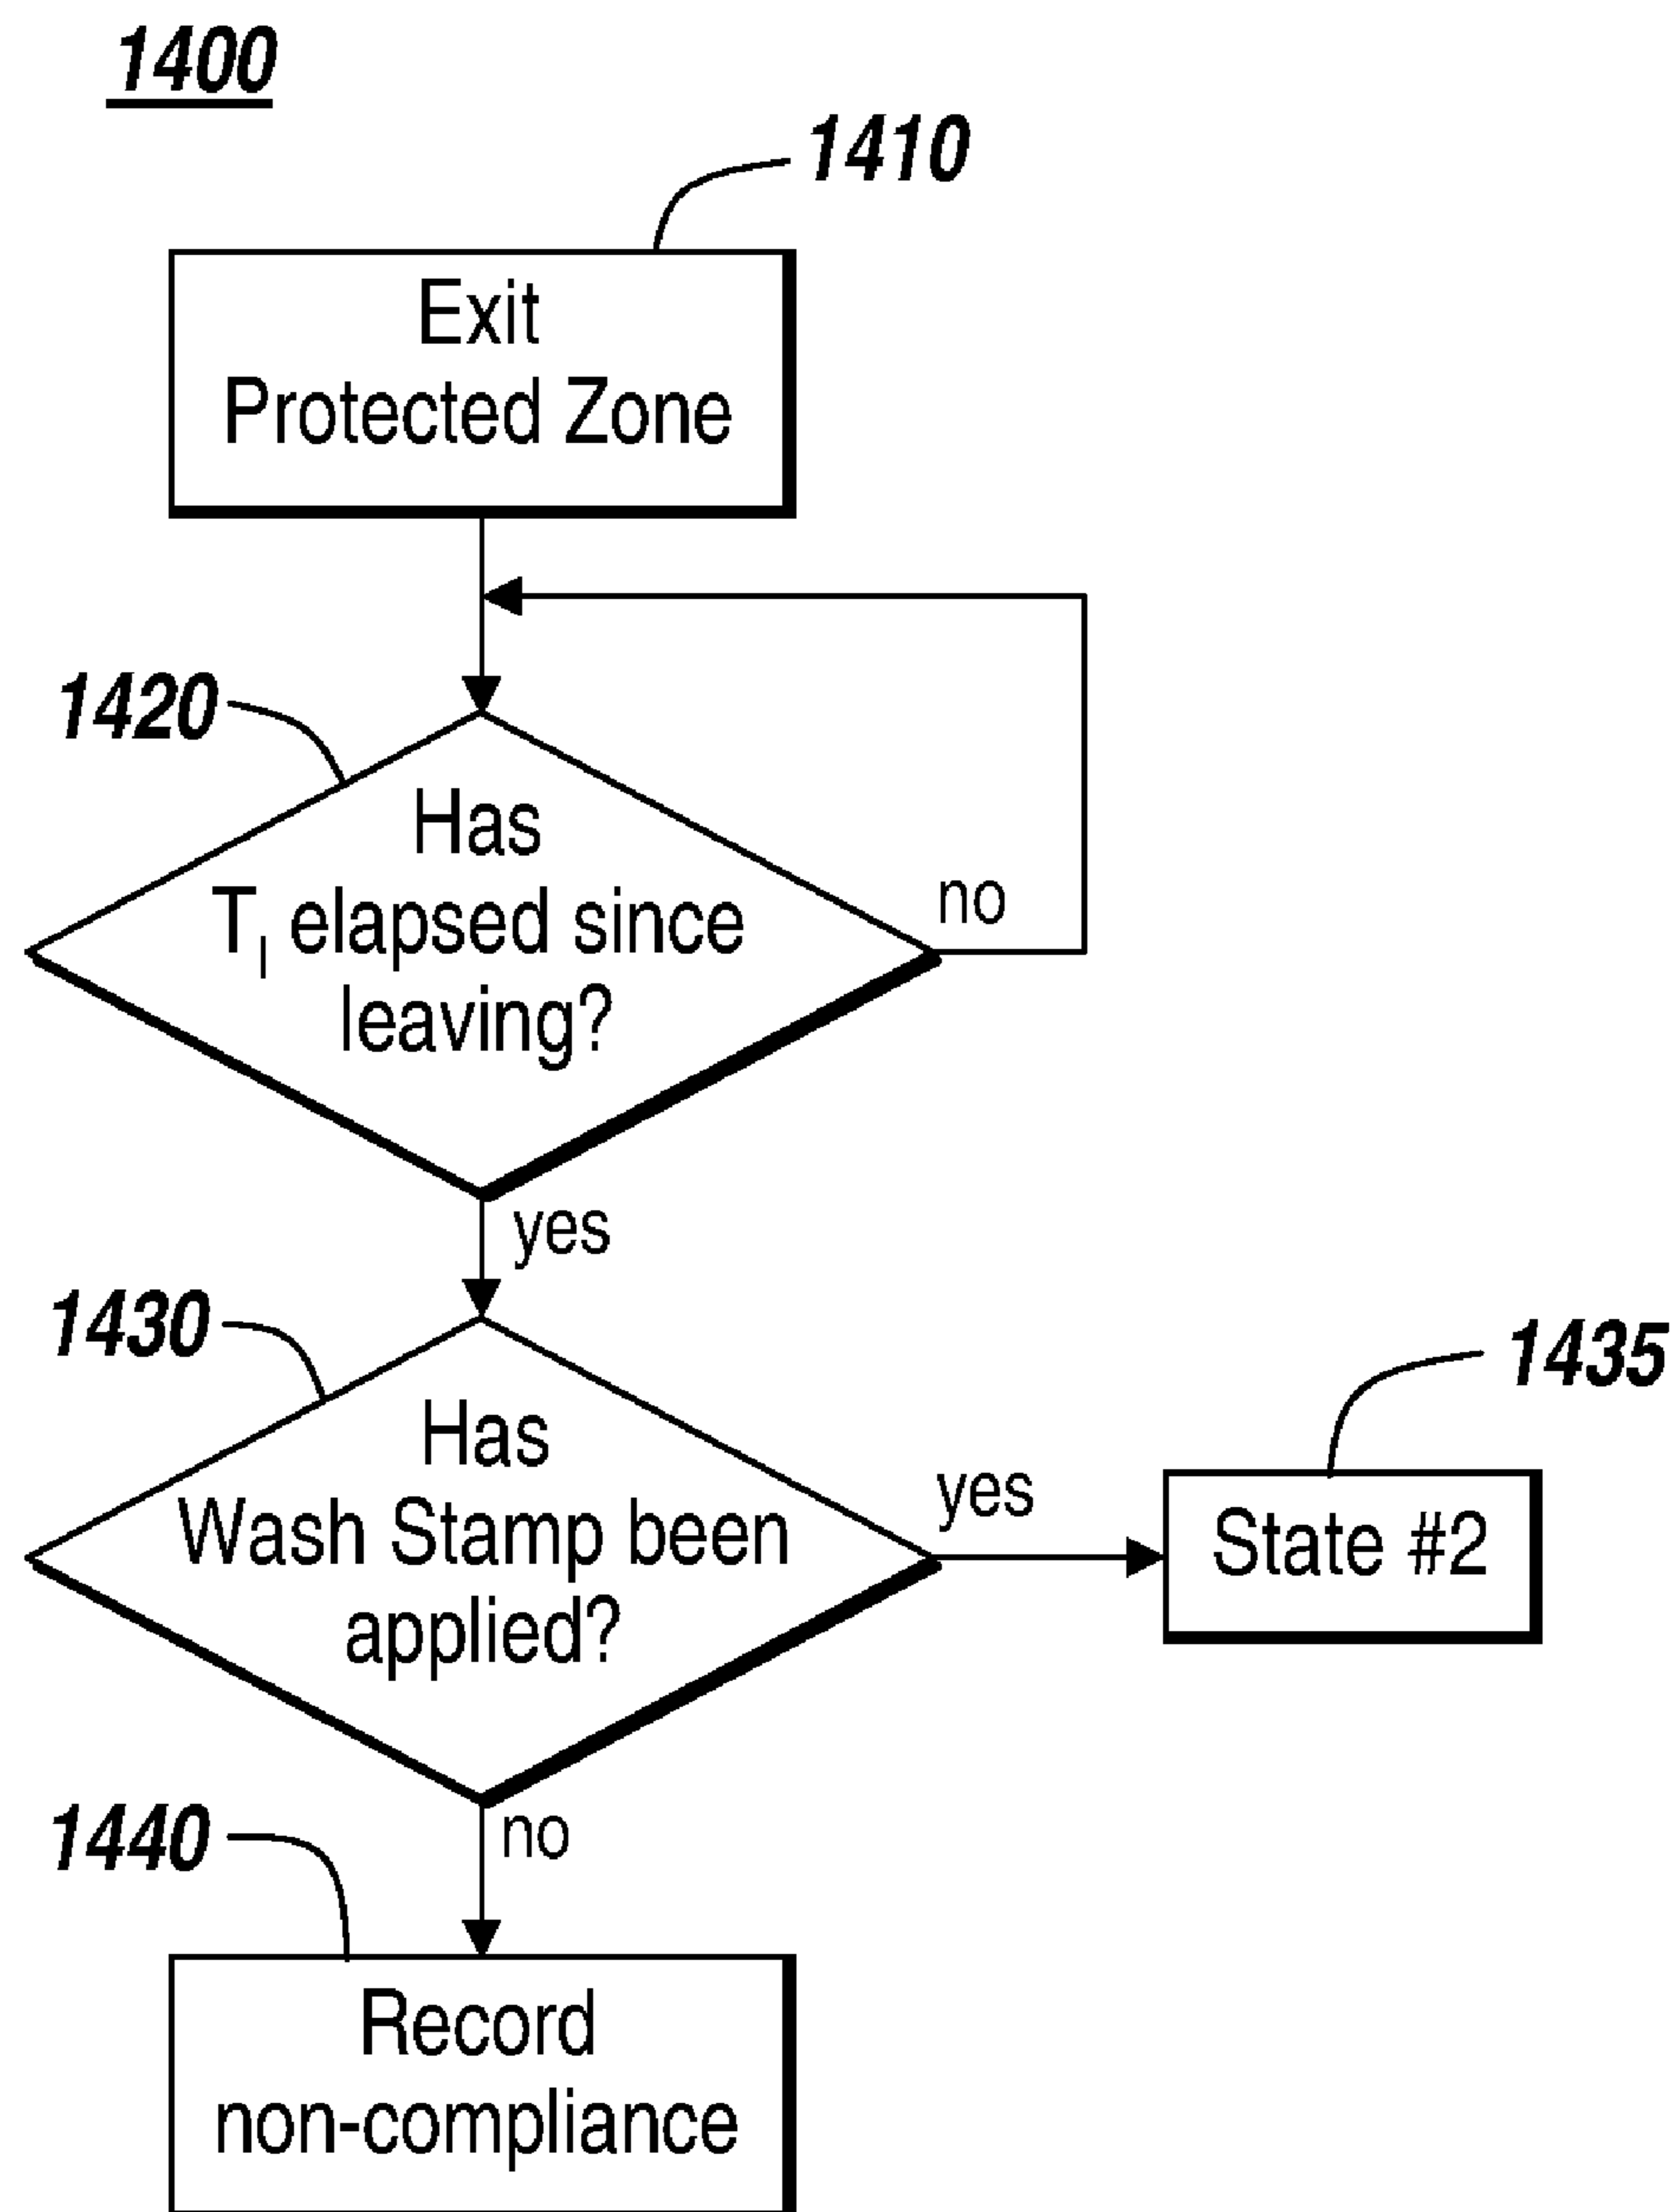 1400
1410
Exit
Protected Zone
1420
Has
T_l elapsed since
leaving?
no
yes
1430
Has
Wash Stamp been
applied?
yes
1435
State #2
no
1440
Record
non-compliance